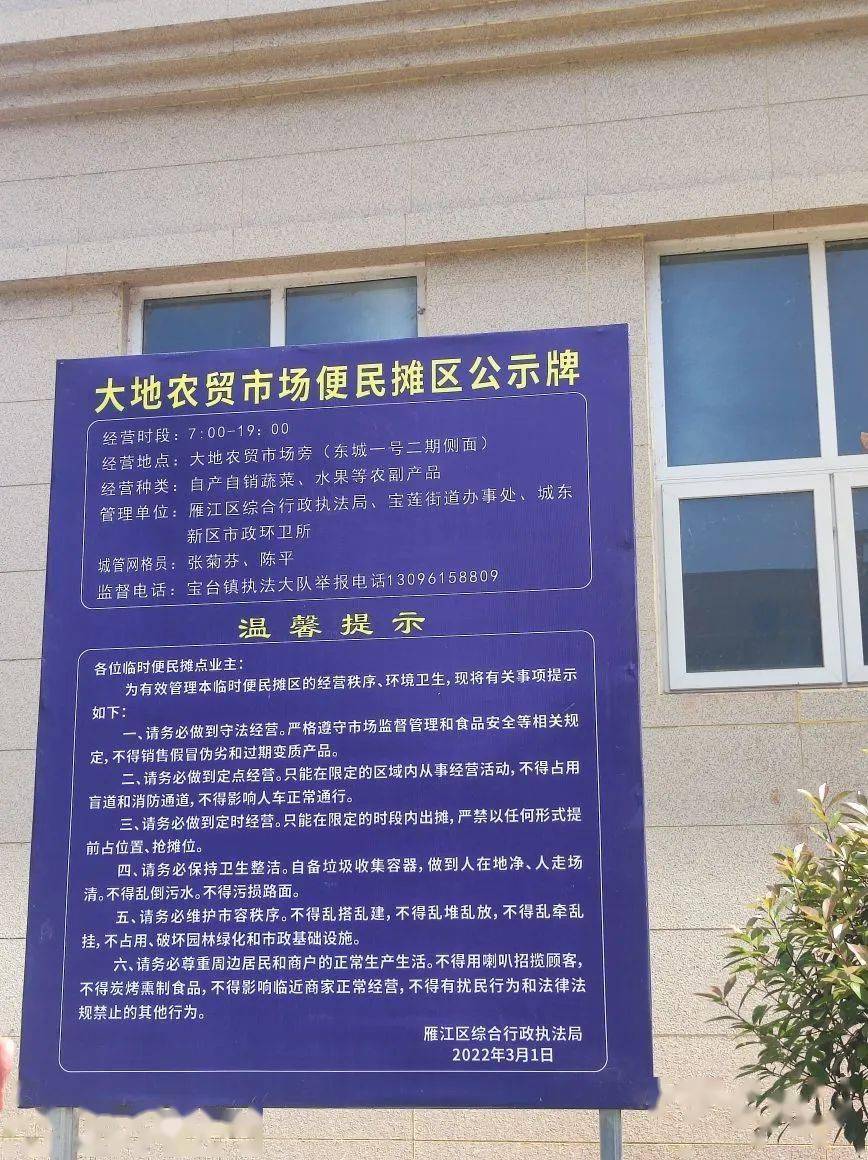 大地农贸市场便民摊区公示牌
经营时段：7:00-19：00
经营地点：大地农贸市场旁（东城一号二期侧面）
经营种类：自产自销蔬菜、水果等农副产品
管理单位：雁江区综合行政执法局、宝莲街道办事处、城东
新区市政环卫所
城管网格员：张菊芬、陈平
监督电话：宝台镇执法大队举报电话13096158809
温馨提示
各位临时便民摊点业主：
为有效管理本临时便民摊区的经营秩序、环境卫生，现将有关事项提示
如下：
一、请务必做到守法经营。严格遵守市场监督管理和食品安全等相关规
定，不得销售假冒伪劣和过期变质产品。
二、请务必做到定点经营。只能在限定的区域内从事经营活动，不得占用
盲道和消防通道，不得影响人车正常通行。
三、请务必做到定时经营。只能在限定的时段内出摊，严禁以任何形式提
前占位置、抢摊位。
四、请务必保持卫生整洁。自备垃圾收集容器，做到人在地净、人走场
清。不得乱倒污水。不得污损路面。
五、请务必维护市容秩序。不得乱搭乱建，不得乱堆乱放，不得乱牵乱
挂，不占用、破坏园林绿化和市政基础设施。
六、请务必尊重周边居民和商户的正常生产生活。不得用喇叭招揽顾客，
不得炭烤熏制食品，不得影响临近商家正常经营，不得有扰民行为和法律法
规禁止的其他行为。
雁江区综合行政执法局
2022年3月1日